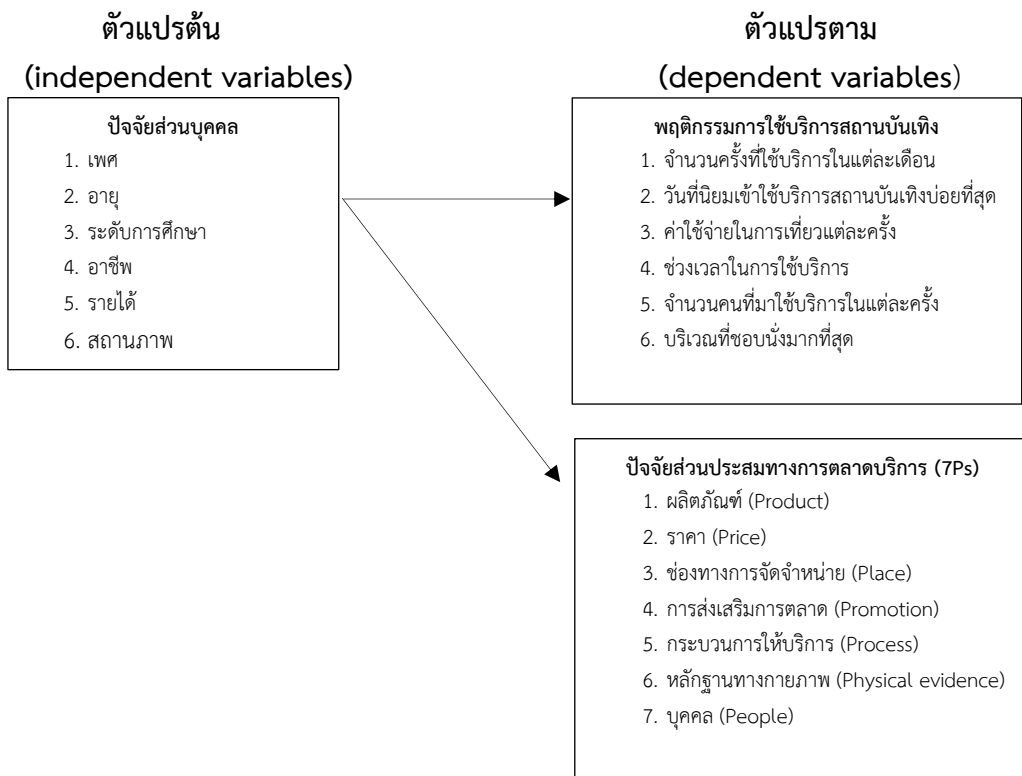 ตัวแปรต้น
(independent variables)
ปัจจัยส่วนบุคคล
1. เพศ
2. อายุ
3. ระดับการศึกษา
4. อาชีพ
5. รายได้
6. สถานภาพ
ตัวแปรตาม
(dependent variables)
พฤติกรรมการใช้บริการสถานบันเทิง
1. จำนวนครั้งที่ใช้บริการในแต่ละเดือน
2. วันที่นิยมเข้าใช้บริการสถานบันเทิงบ่อยที่สุด
3. ค่าใช้จ่ายในการเที่ยวแต่ละครั้ง
4. ช่วงเวลาในการใช้บริการ
5. จำนวนคนที่มาใช้บริการในแต่ละครั้ง
6. บริเวณที่ชอบนั่งมากที่สุด
ปัจจัยส่วนประสมทางการตลาดบริการ (7Ps)
1. ผลิตภัณฑ์ (Product)
2. ราคา (Price)
3. ช่องทางการจัดจำหน่าย (Place)
4. การส่งเสริมการตลาด (Promotion)
5. กระบวนการให้บริการ (Process)
6. หลักฐานทางกายภาพ (Physical evidence)
7. บุคคล (People)